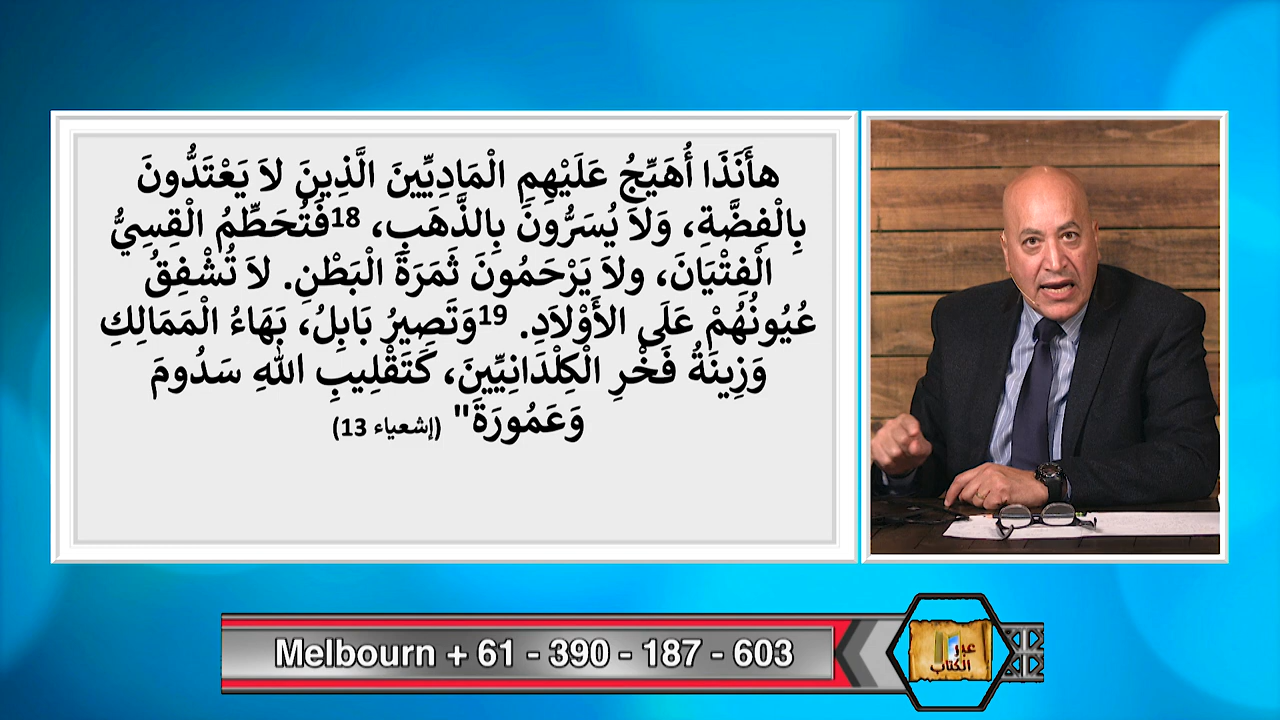 هأَنَذَا أُهَيِّجُ عَلَيْهِمِ الْمَادِيِّينَ الَّذِينَ لاَ يَعْتَدُّونَ
بِالْفِضَّةِ، وَلاَ يُسَرُّونَ بِالذَّهَبِ، 18فَتُحَطِّمُ الْقِسِيُّ
الْفِتْيَانَ، ولاَ يَرْحَمُونَ ثَمَرَةَ الْبَطْنِ. لاَ تُشْفِقُ
عُيُونُهُمْ عَلَى الأَوْلاَدِ. 19وَتَصِيرُ بَابِلُ، بَهَاءُ الْمَمَالِكِ
وَزِينَةُ فَخْرِ الْكِلْدَانِيِّينَ، كَتَقْلِيبِ اللهِ سَدُومَ
وَعَمُورَةَ" (إشعياء 13)
Melbourn + 61 - 390 - 187 - 603
عبر
الكتاب